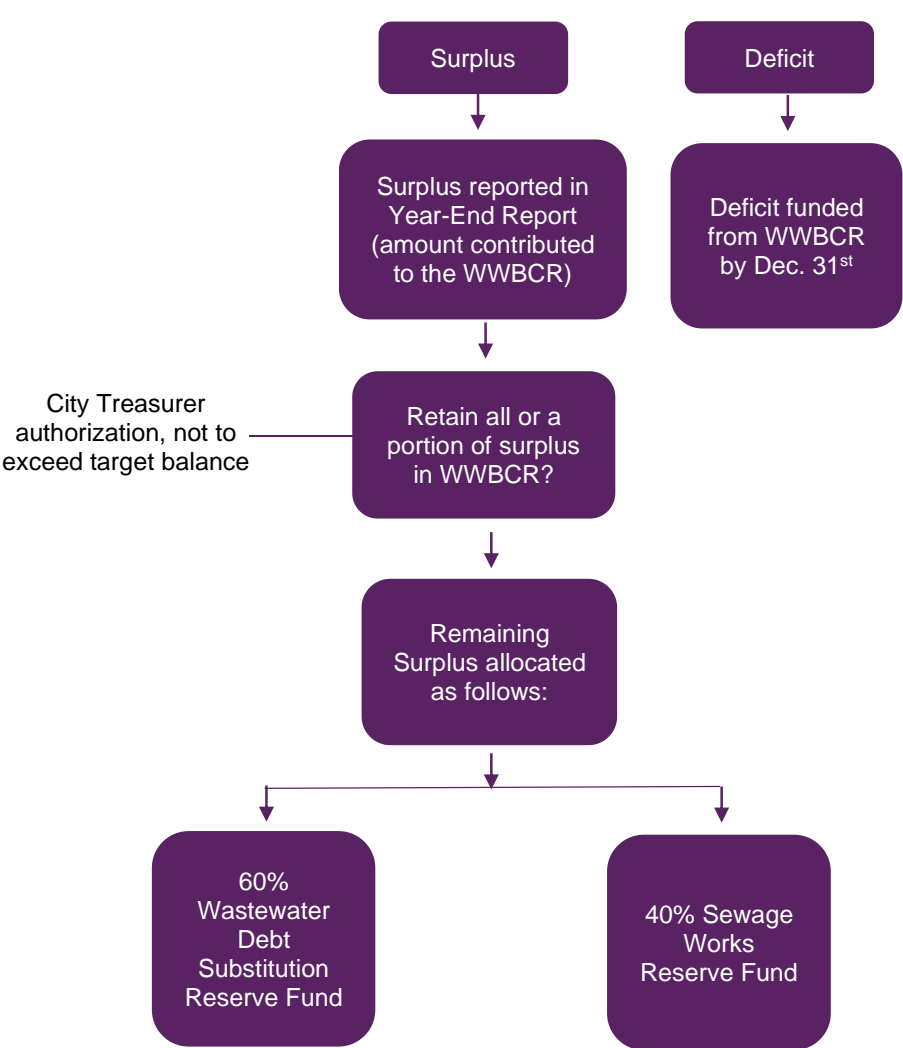 Surplus
Deficit
Surplus reported in
Year-End Report
(amount contributed
to the WWBCR)
Deficit funded
from WWBCR
by Dec. 31st
City Treasurer
authorization, not to
exceed target balance
Retain all or a
portion of surplus
in WWBCR?
Remaining
Surplus allocated
as follows:
60%
Wastewater
Debt
Substitution
Reserve Fund
40% Sewage
Works
Reserve Fund